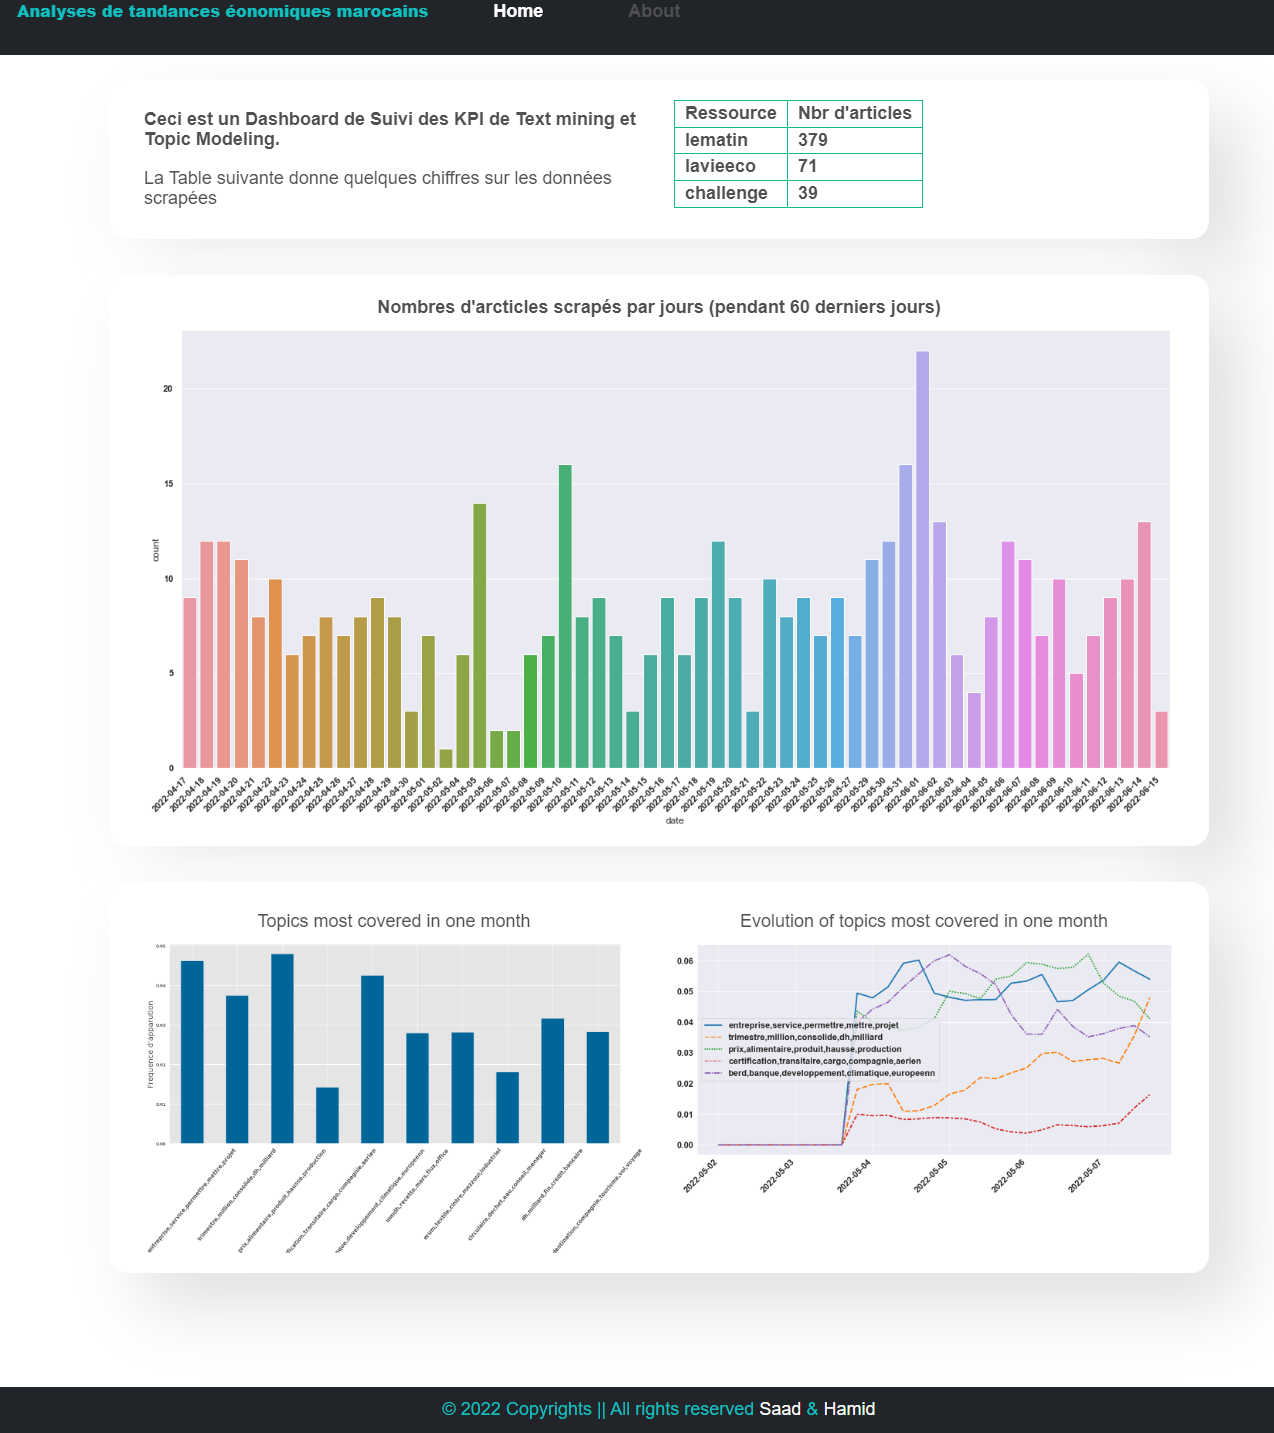 Analyses de tandances éonomiques marocains Home About
Ceci est un Dashboard de Suivi des KPI de Text mining et
Topic Modeling.
La Table suivante donne quelques chiffres sur les données
scrapées
Ressource Nbr d'articles
lematin 379
lavieeco 71
challenge 39
Nombres d'arcticles scrapés par jours (pendant 60 derniers jours)
20
15
10
5
0
count
2022-04-17
2022-04-18
2022-04-19
2022-04-20
2022-04-21
2022-04-22
2022-04-23
2022-04-24
2022-04-25
2022-04-26
2022-04-27
2022-04-28
2022-04-29
2022-04-30
2022-05-01
2022-05-02
2022-05-04
2022-05-05
2022-05-06
2022-05-07
2022-05-08
2022-05-09
2022-05-10
2022-05-11
2022-05-12
2022-05-13
2022-05-14
2022-05-15
2022-05-16
2022-05-17
2022-05-18
2022-05-19
2022-05-20
2022-05-21
2022-05-22
2022-05-23
2022-05-24
2022-05-25
2022-05-26
2022-05-27
2022-05-29
2022-05-30
2022-05-31
2022-06-01
2022-06-02
2022-06-03
2022-06-04
2022-06-05
2022-06-06
2022-06-07
2022-06-08
2022-06-09
2022-06-10
2022-06-11
2022-06-12
2022-06-13
2022-06-14
2022-06-15
date
Topics most covered in one month
0.05
0.04
0.03
0.02
0.01
0.00
Frequence d'apparution
entreprise,service,permettre,mettre,projet
trimestre,million,consolide,dh,milliard
prix,alimentaire,produit,hausse,production
ification,transitaire,cargo,compagnie,aerien
nque,developpement,climatique,europeenn
mmdh,recette,mars,flux,office
erum,textile,cintre,mazzour,industriel
circulaire,dechet,eau,conseil,manager
dh,milliard,fin,credit,bancaire
destination,compagnie,tourisme,vol,voyage
Evolution of topics most covered in one month
0.06
0.05
0.04
0.03
0.02
0.01
0.00
entreprise,service,permettre,mettre,projet
trimestre,million,consolide,dh,milliard
prix,alimentaire,produit,hausse,production
certification,transitaire,cargo,compagnie,aerien
berd,banque,developpement,climatique,europeenn
2022-05-02
2022-05-03
2022-05-04
2022-05-05
2022-05-06
2022-05-07
© 2022 Copyrights || All rights reserved Saad & Hamid